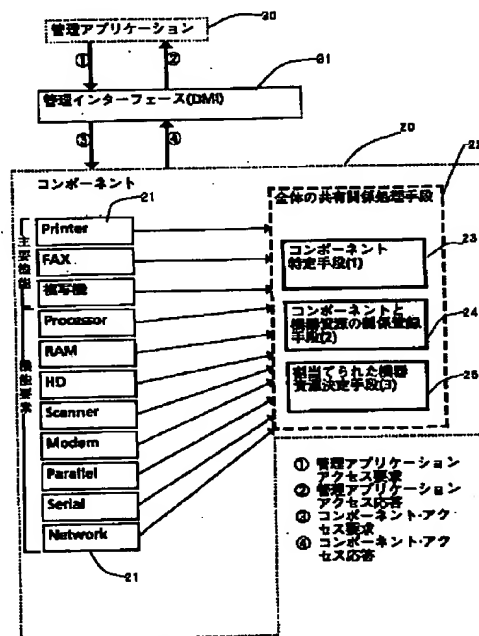 30
管理アプリケーション
① ②
31
管理インターフェース(DMI)
③ ④
20
22
コンポーネント
21
全体の共有関係処理手段
主要機能
Printer
FAX
複写機
機能要素
Processor
RAM
HD
Scanner
Modem
Parallel
Serial
Network
21
23
コンポーネント
特定手段(1)
24
コンポーネントと
機器資源の関係登録
手段(2)
25
割当てられた機器
資源決定手段(3)
① 管理アプリケーション
アクセス要求
② 管理アプリケーション
アクセス応答
③ コンポーネント・アク
セス要求
④ コンポーネント・アク
セス応答